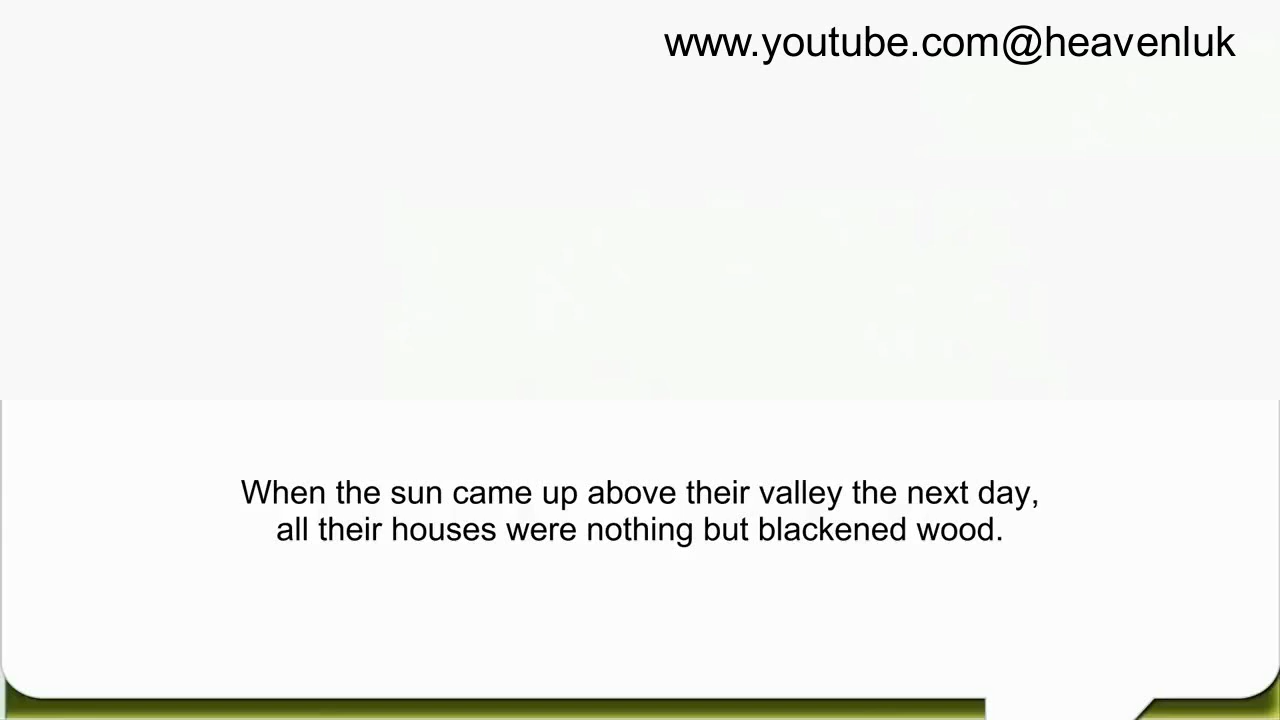 www.youtube.com@heavenluk
When the sun came up above their valley the next day,
all their houses were nothing but blackened wood.